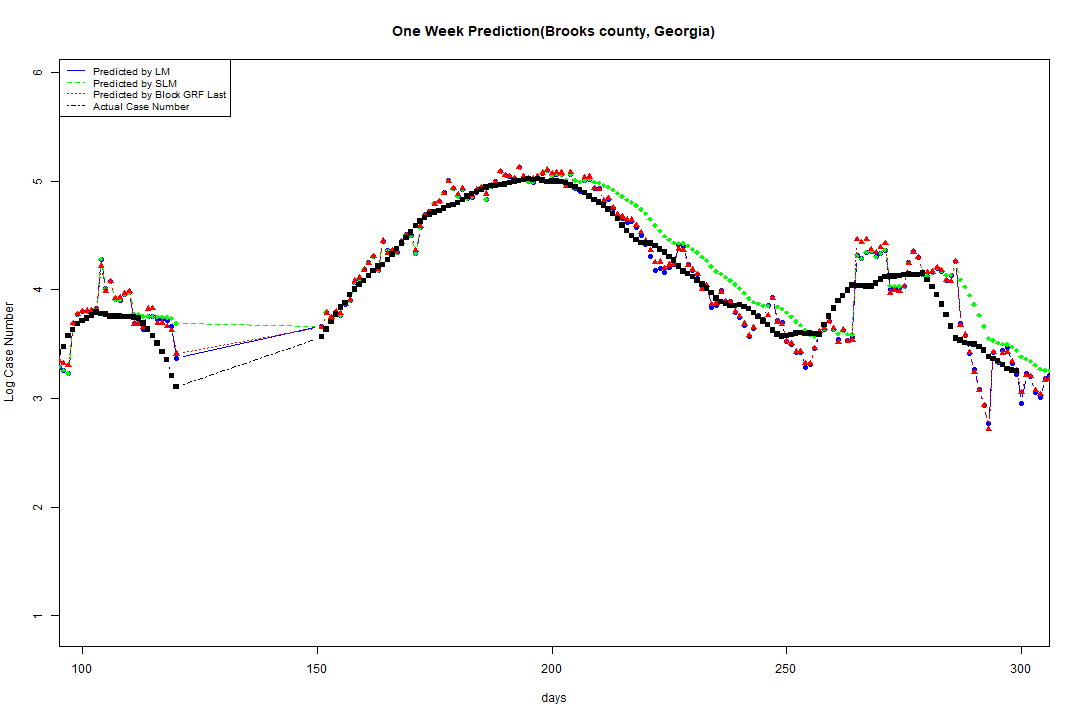 One Week Prediction(Brooks county, Georgia)
Predicted by LM
Predicted by SLM
Predicted by Block GRF Last
Actual Case Number
6
5
4
3
2
1
Log Case Number
100 150 200 250 300
days